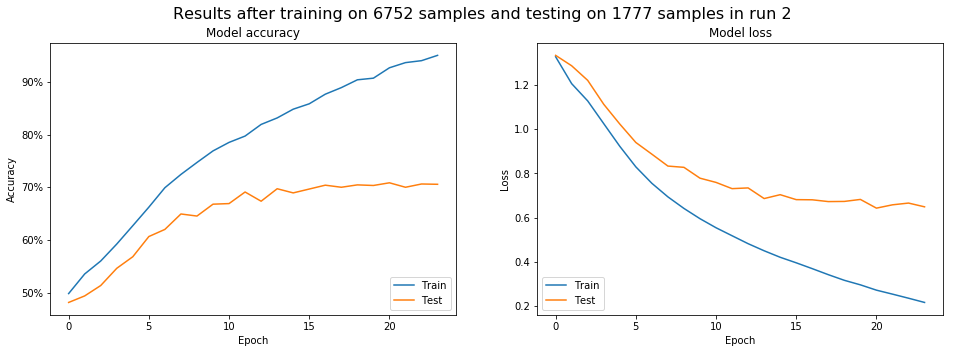 Results after training on 6752 samples and testing on 1777 samples in run 2
Model accuracy
Accuracy
90%
80%
70%
60%
50%
0 5 10 15 20
Epoch
Train
Test
Model loss
Loss
1.2
1.0
0.8
0.6
0.4
0.2
0 5 10 15 20
Epoch
Train
Test